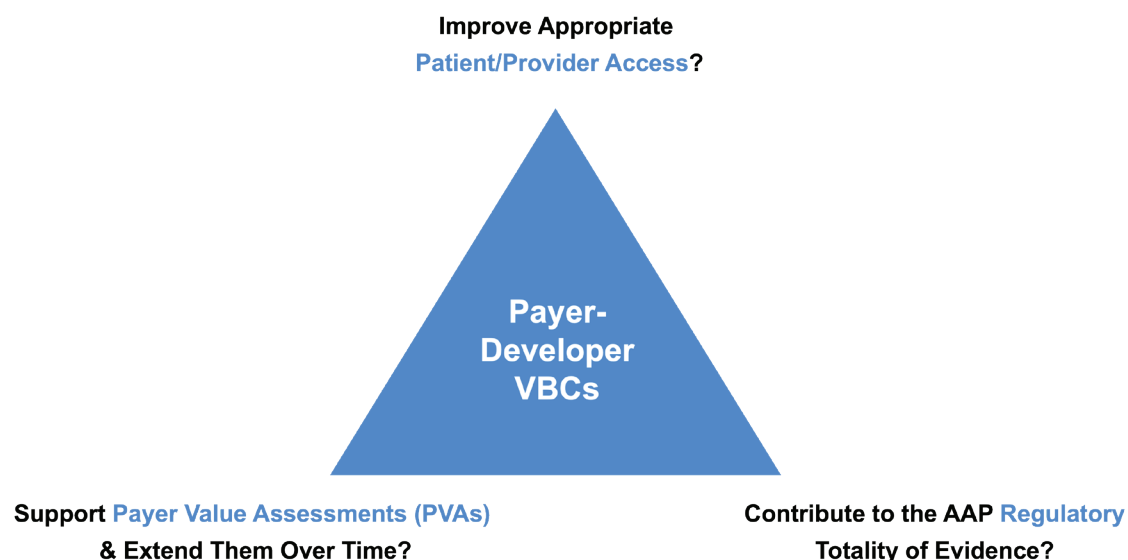 Improve Appropriate
Patient/Provider Access?
Payer-
Developer
VBCs
Support Payer Value Assessments (PVAs)
& Extend Them Over Time?
Contribute to the AAP Regulatory
Totality of Evidence?